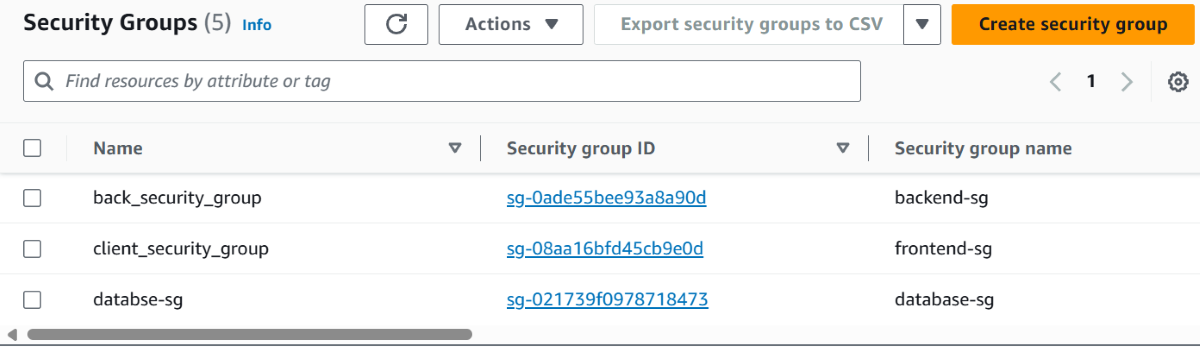 Security Groups (5) Info Actions Export security groups to CSV Create security group
Find resources by attribute or tag 1
Name Security group ID Security group name
back_security_group sg-0ade55bee93a8a90d backend-sg
client_security_group sg-08aa16bfd45cb9e0d frontend-sg
databse-sg sg-021739f0978718473 database-sg